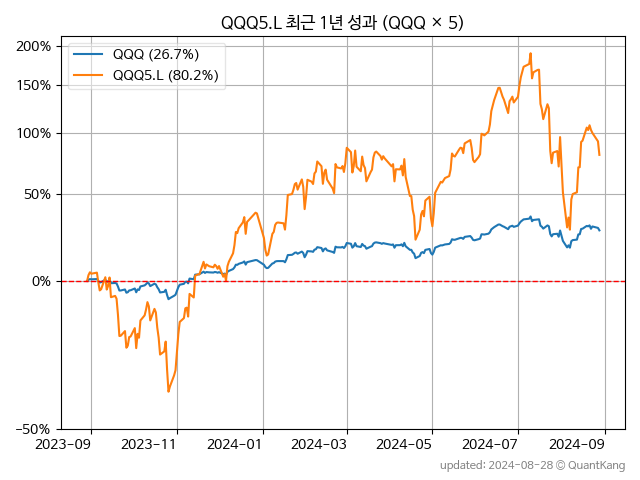 QQQ5.L 최근 1년 성과 (QQQ × 5)
QQQ (26.7%)
QQQ5.L (80.2%)
200%
150%
100%
50%
0%
-50%
2023-09 2023-11 2024-01 2024-03 2024-05 2024-07 2024-09
updated: 2024-08-28 © QuantKang